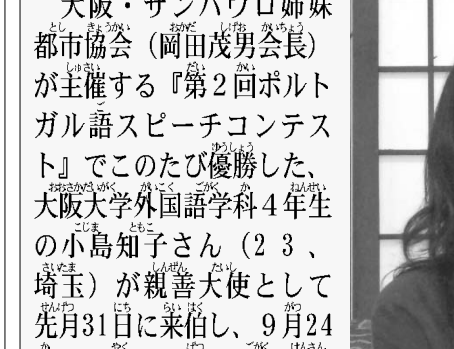 大阪・サンパウロ姉妹
都市協会（岡田茂男会長）
が主催する『第２回ポルト
ガル語スピーチコンテス
ト』でこのたび優勝した、
大阪大学外国語学科４年生
の小島知子さん（２３、
埼玉）が親善大使として
先月31日に来伯し、９月24